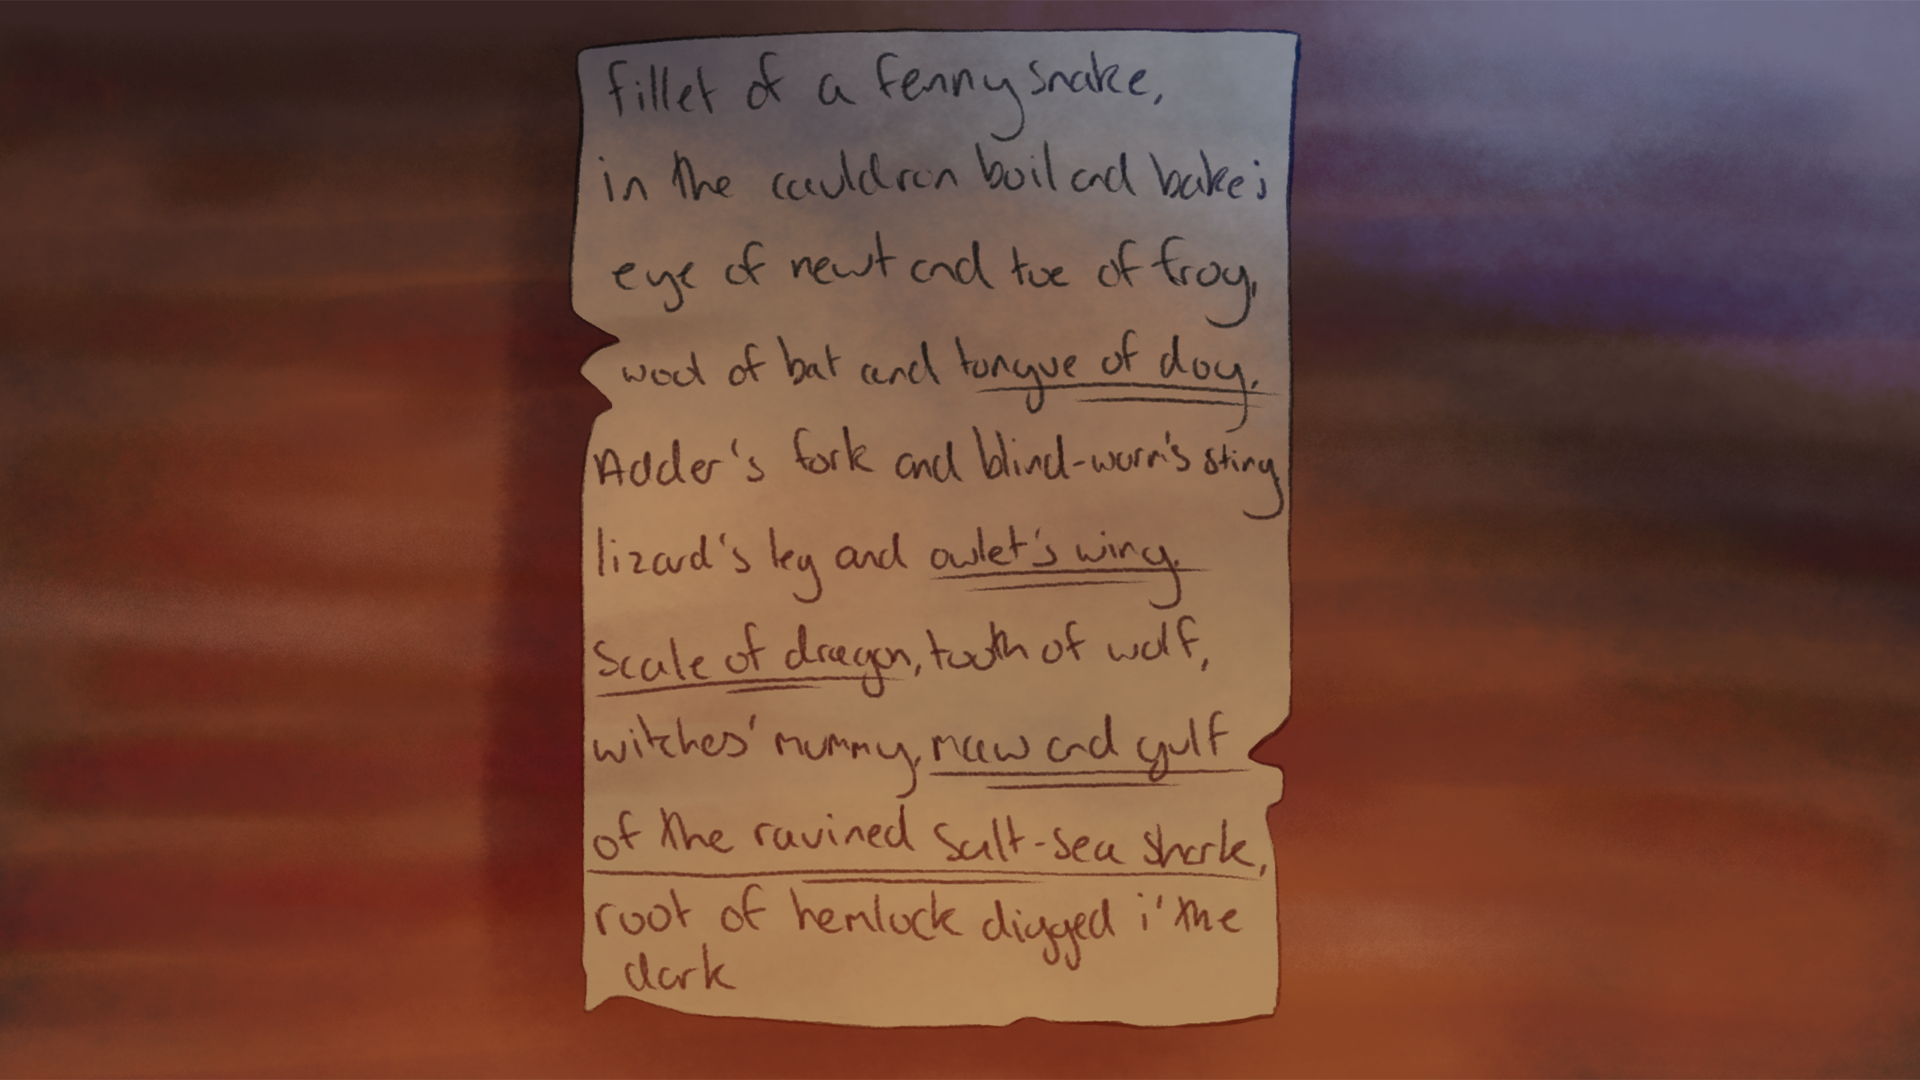 fillet of a fenny snake,
in the cauldron boil and bake;
eye of newt and toe of frog,
wool of bat and tongue of dog,
Adder's fork and blind-worm's sting
lizard's leg and owlet's wing.
Scale of dragon, tooth of wolf,
witches' mummy, maw and gulf
of the ravined salt-sea shark,
root of hemlock digged i' the
dark